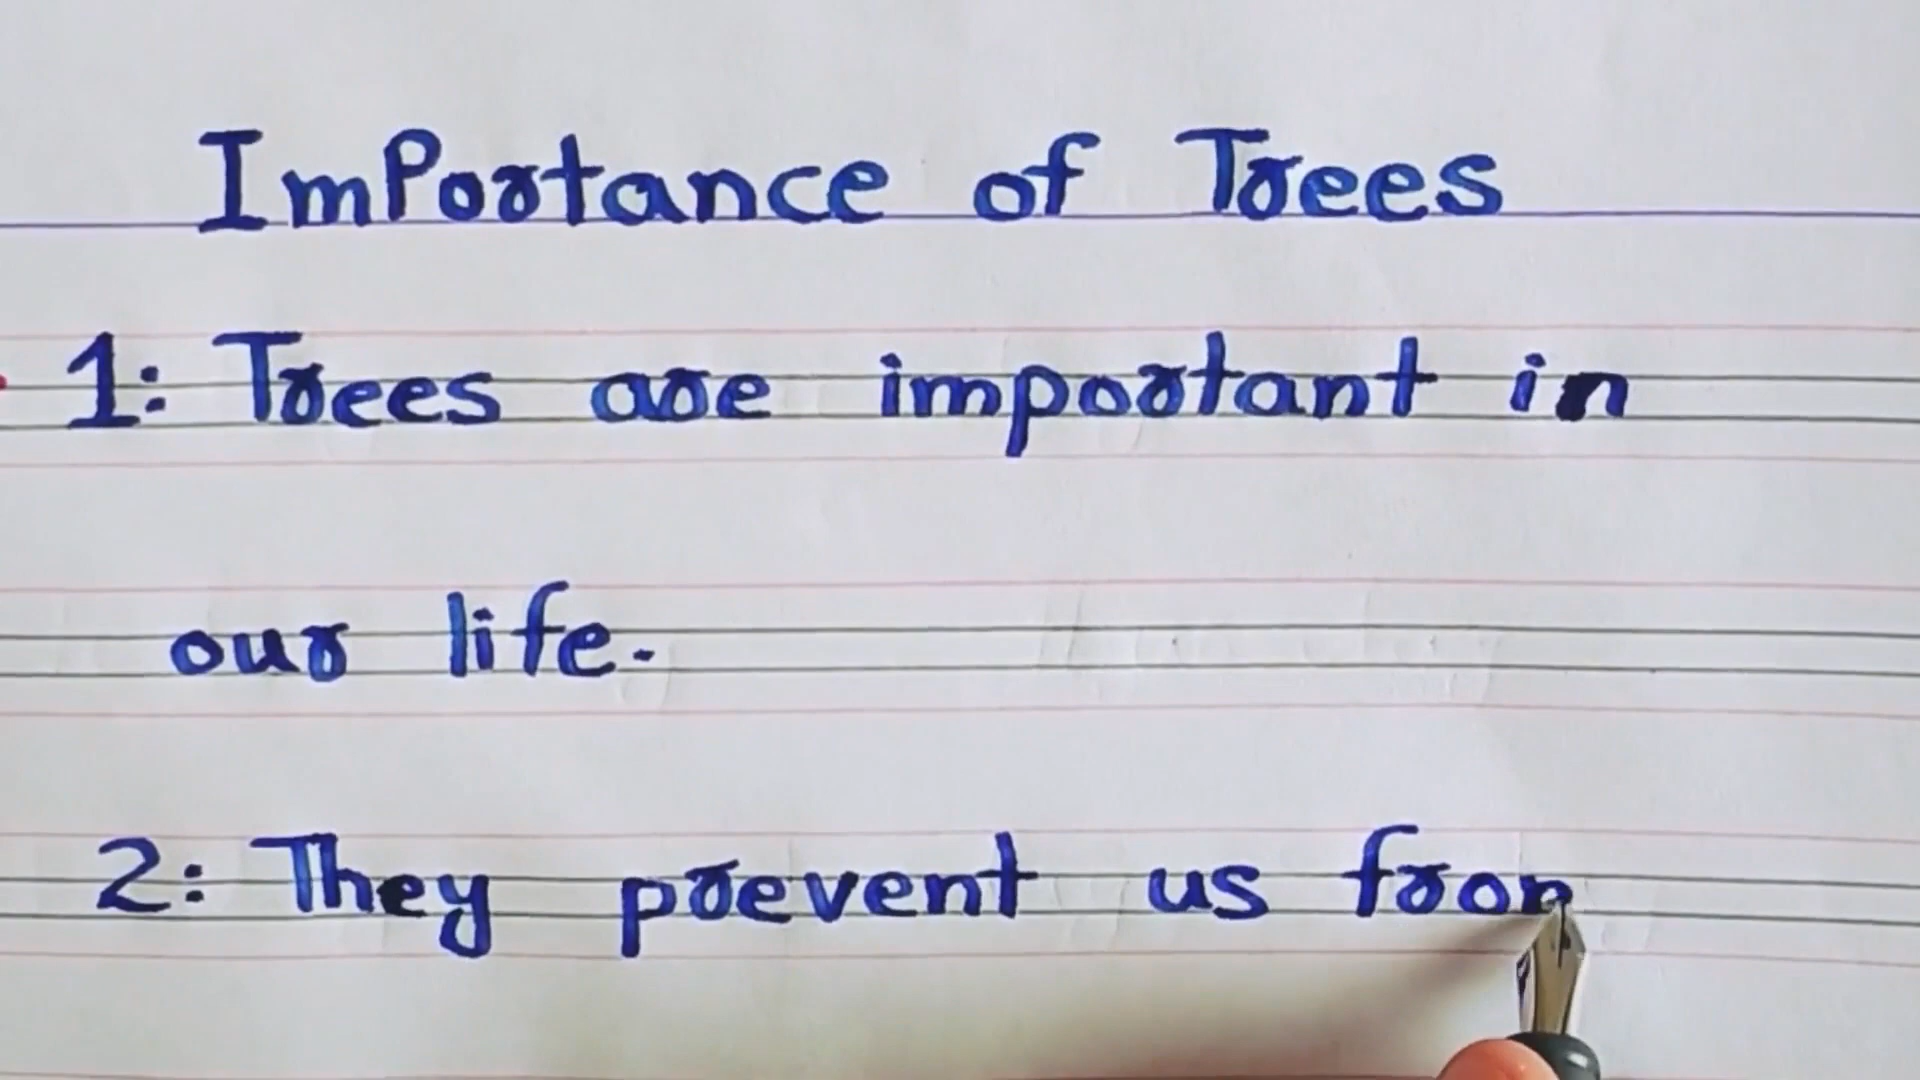 ImPortance of Trees
1: Trees are important in
our life.
2: They prevent us from